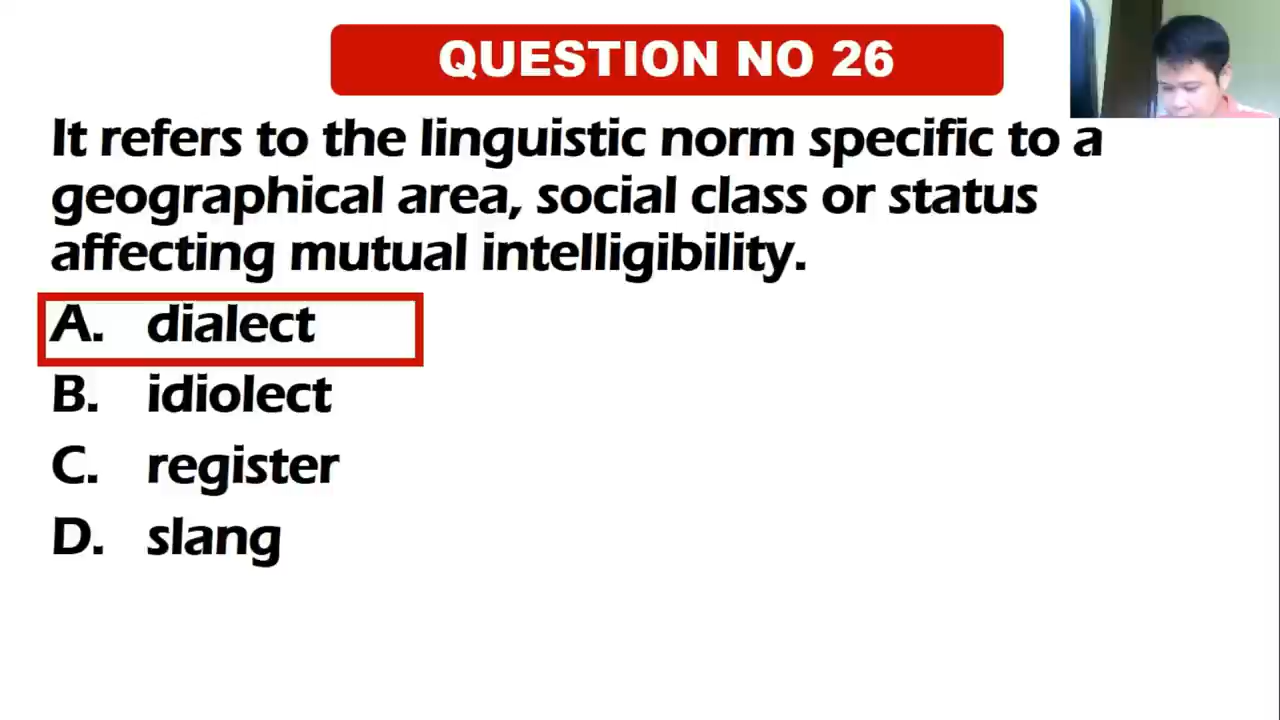 QUESTION NO 26
It refers to the linguistic norm specific to a
geographical area, social class or status
affecting mutual intelligibility.
A. dialect
B. idiolect
C. register
D. slang